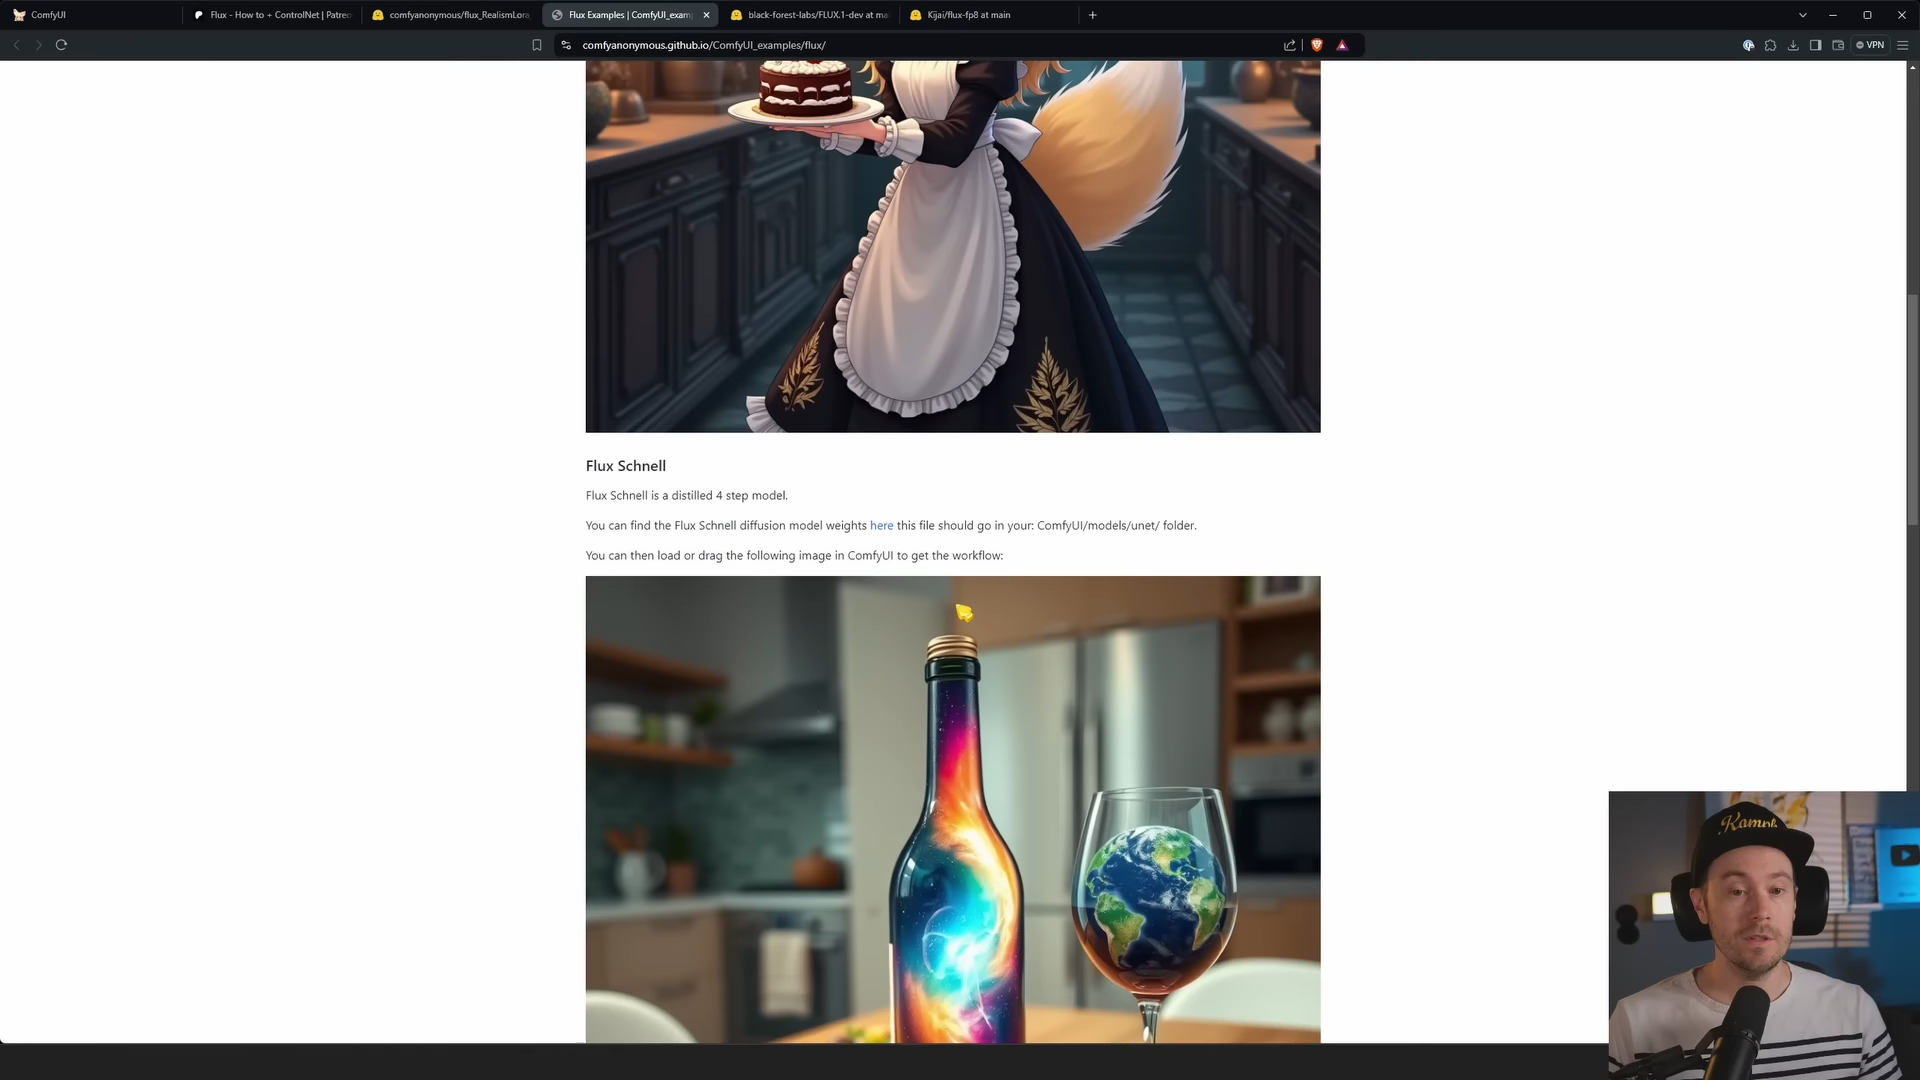 ComfyUI
Flux - How to + ControlNet | Patreo
comfyanonymous/flux_RealismLora
Flux Examples | ComfyUI_examp
black-forest-labs/FLUX.1-dev at mai
Kijai/flux-fp8 at main
comfyanonymous.github.io/ComfyUI_examples/flux/
VPN
Flux Schnell
Flux Schnell is a distilled 4 step model.
You can find the Flux Schnell diffusion model weights here this file should go in your: ComfyUI/models/unet/ folder.
You can then load or drag the following image in ComfyUI to get the workflow: